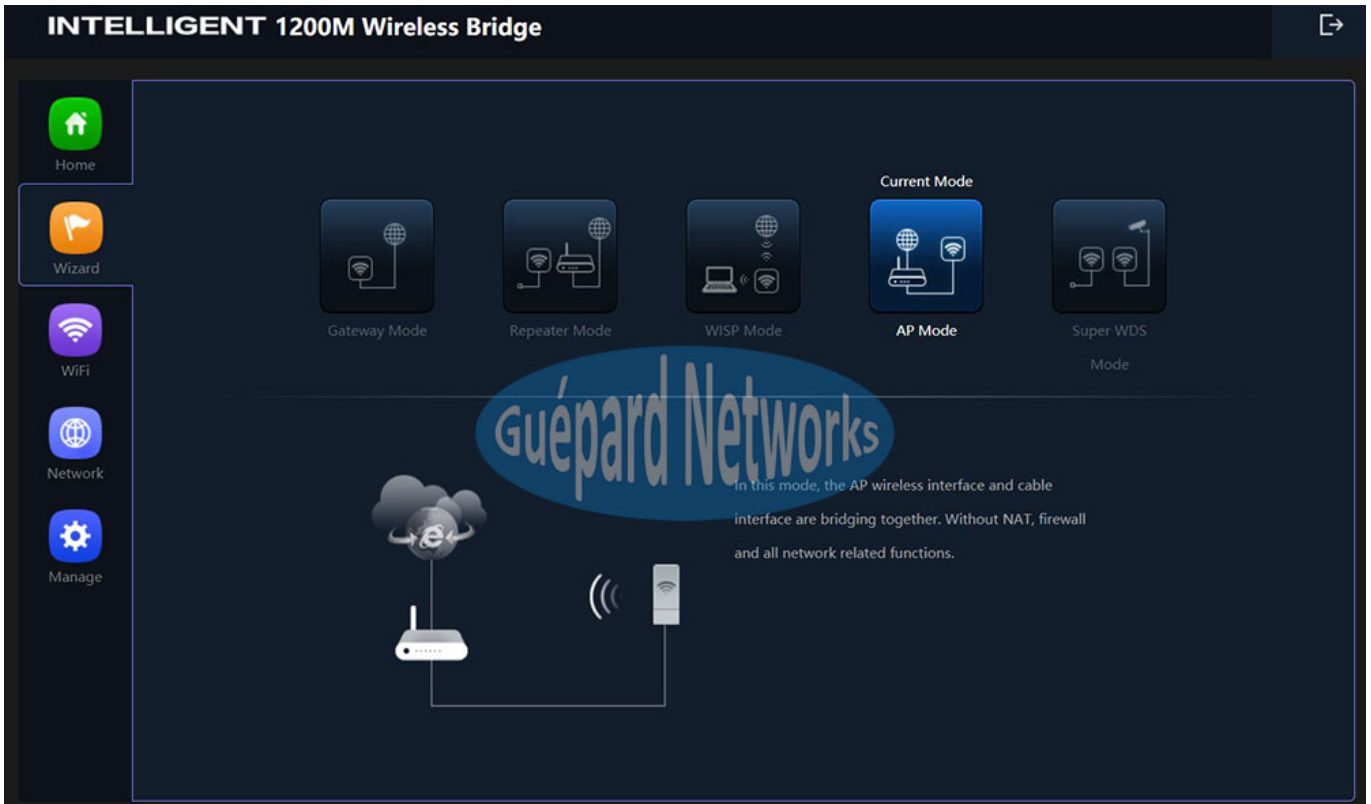 INTELLIGENT 1200M Wireless Bridge
Home
Wizard
WiFi
Network
Manage
Current Mode
Gateway Mode
Repeater Mode
WISP Mode
AP Mode
Super WDS
Mode
Guépard Networks
In this mode, the AP wireless interface and cable
interface are bridging together. Without NAT, firewall
and all network related functions.